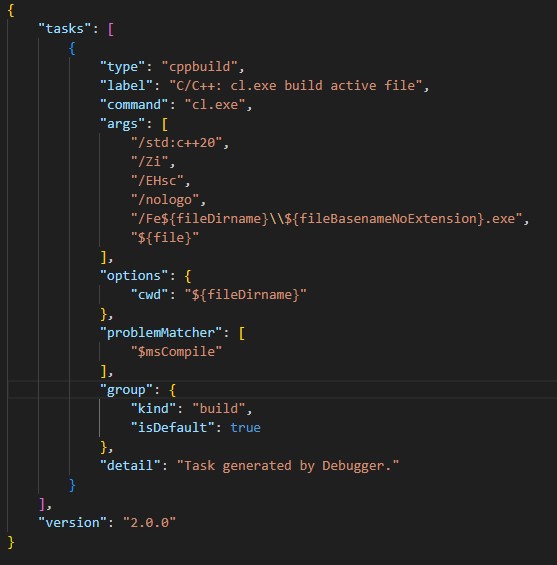 {
    "tasks": [
        {
            "type": "cppbuild",
            "label": "C/C++: cl.exe build active file",
            "command": "cl.exe",
            "args": [
                "/std:c++20",
                "/Zi",
                "/EHsc",
                "/nologo",
                "/Fe${fileDirname}\\${fileBasenameNoExtension}.exe",
                "${file}"
            ],
            "options": {
                "cwd": "${fileDirname}"
            },
            "problemMatcher": [
                "$msCompile"
            ],
            "group": {
                "kind": "build",
                "isDefault": true
            },
            "detail": "Task generated by Debugger."
        }
    ],
    "version": "2.0.0"
}